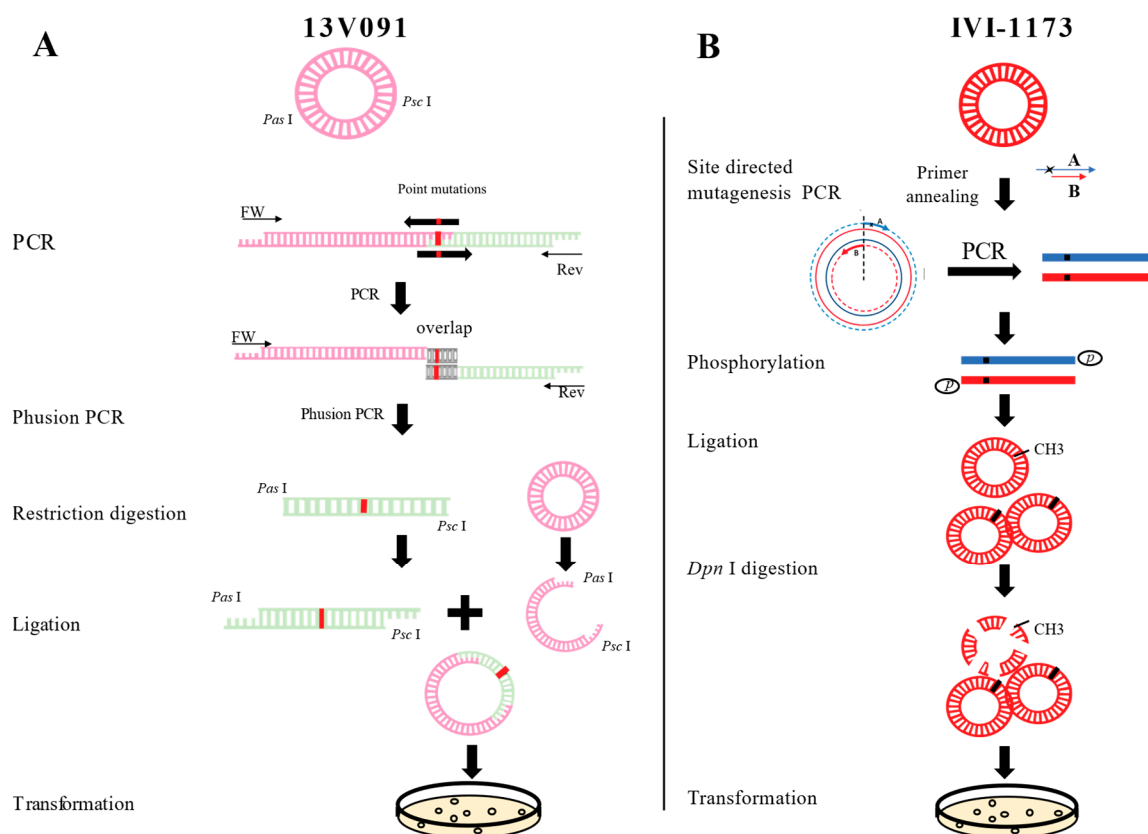 A
13V091
Pas I
Psc I
PCR
FW
Point mutations
Rev
PCR
FW
overlap
Rev
Phusion PCR
Phusion PCR
Restriction digestion
Pas I
Psc I
Ligation
Pas I
Psc I
Pas I
Psc I
Transformation
B
IVI-1173
Site directed
mutagenesis PCR
Primer
annealing
A
B
A
B
PCR
Phosphorylation
p
p
Ligation
CH3
Dpn I digestion
CH3
Transformation